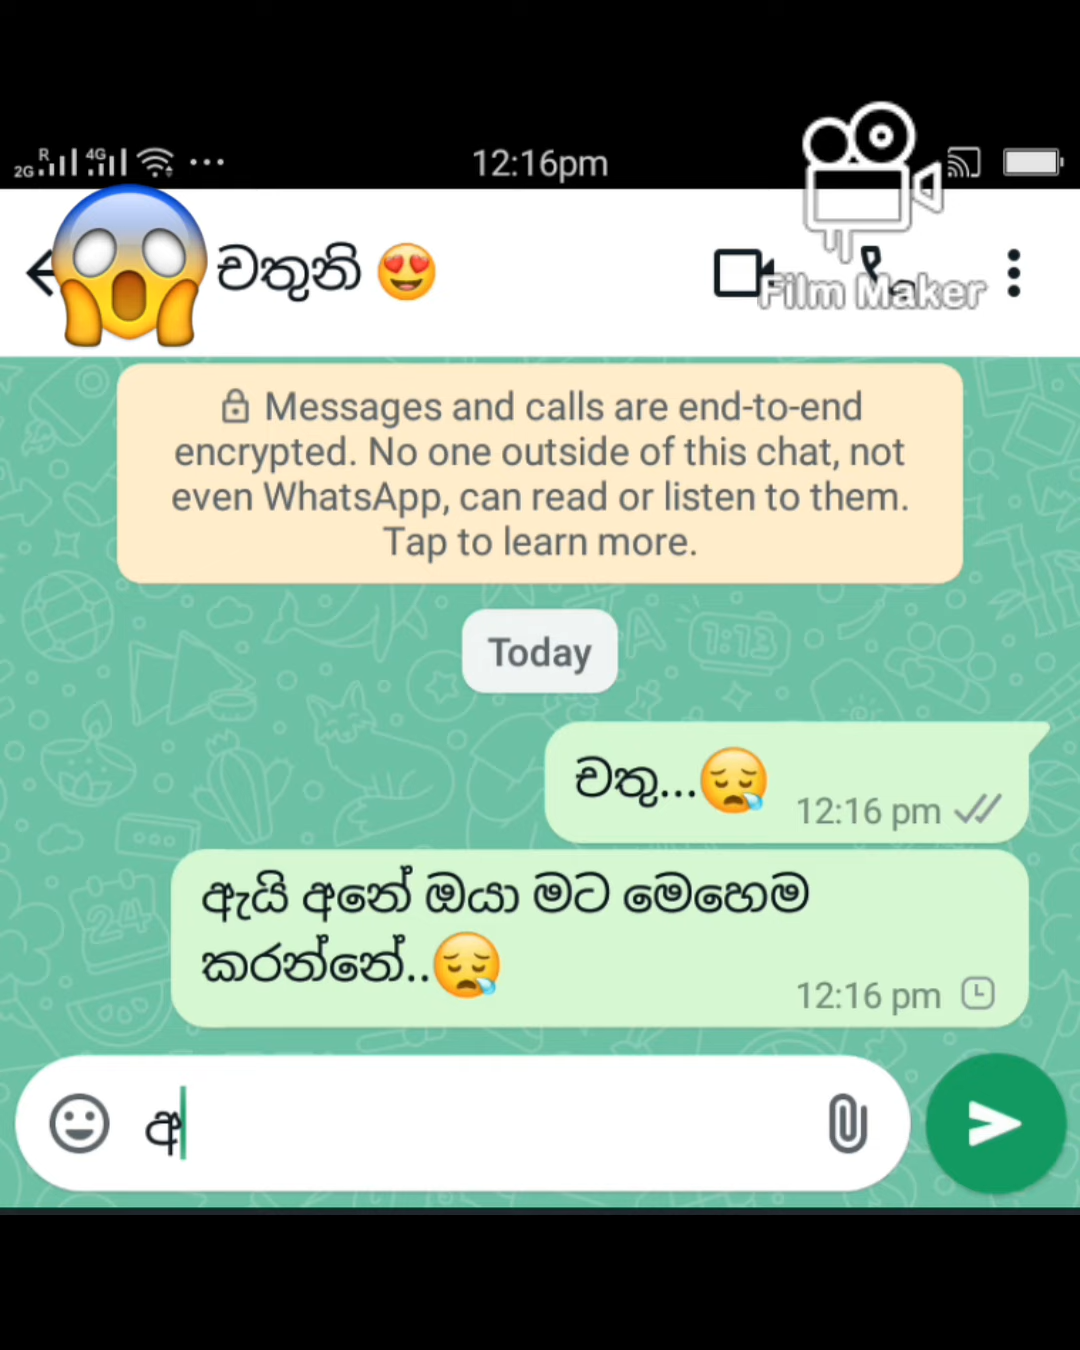 2G R 4G
12:16pm
චතුනි 😍
Film Maker
Messages and calls are end-to-end
encrypted. No one outside of this chat, not
even WhatsApp, can read or listen to them.
Tap to learn more.
Today
චතු...😪
12:16 pm
ඇයි අනේ ඔයා මට මෙහෙම
කරන්නේ..😪
12:16 pm
අ